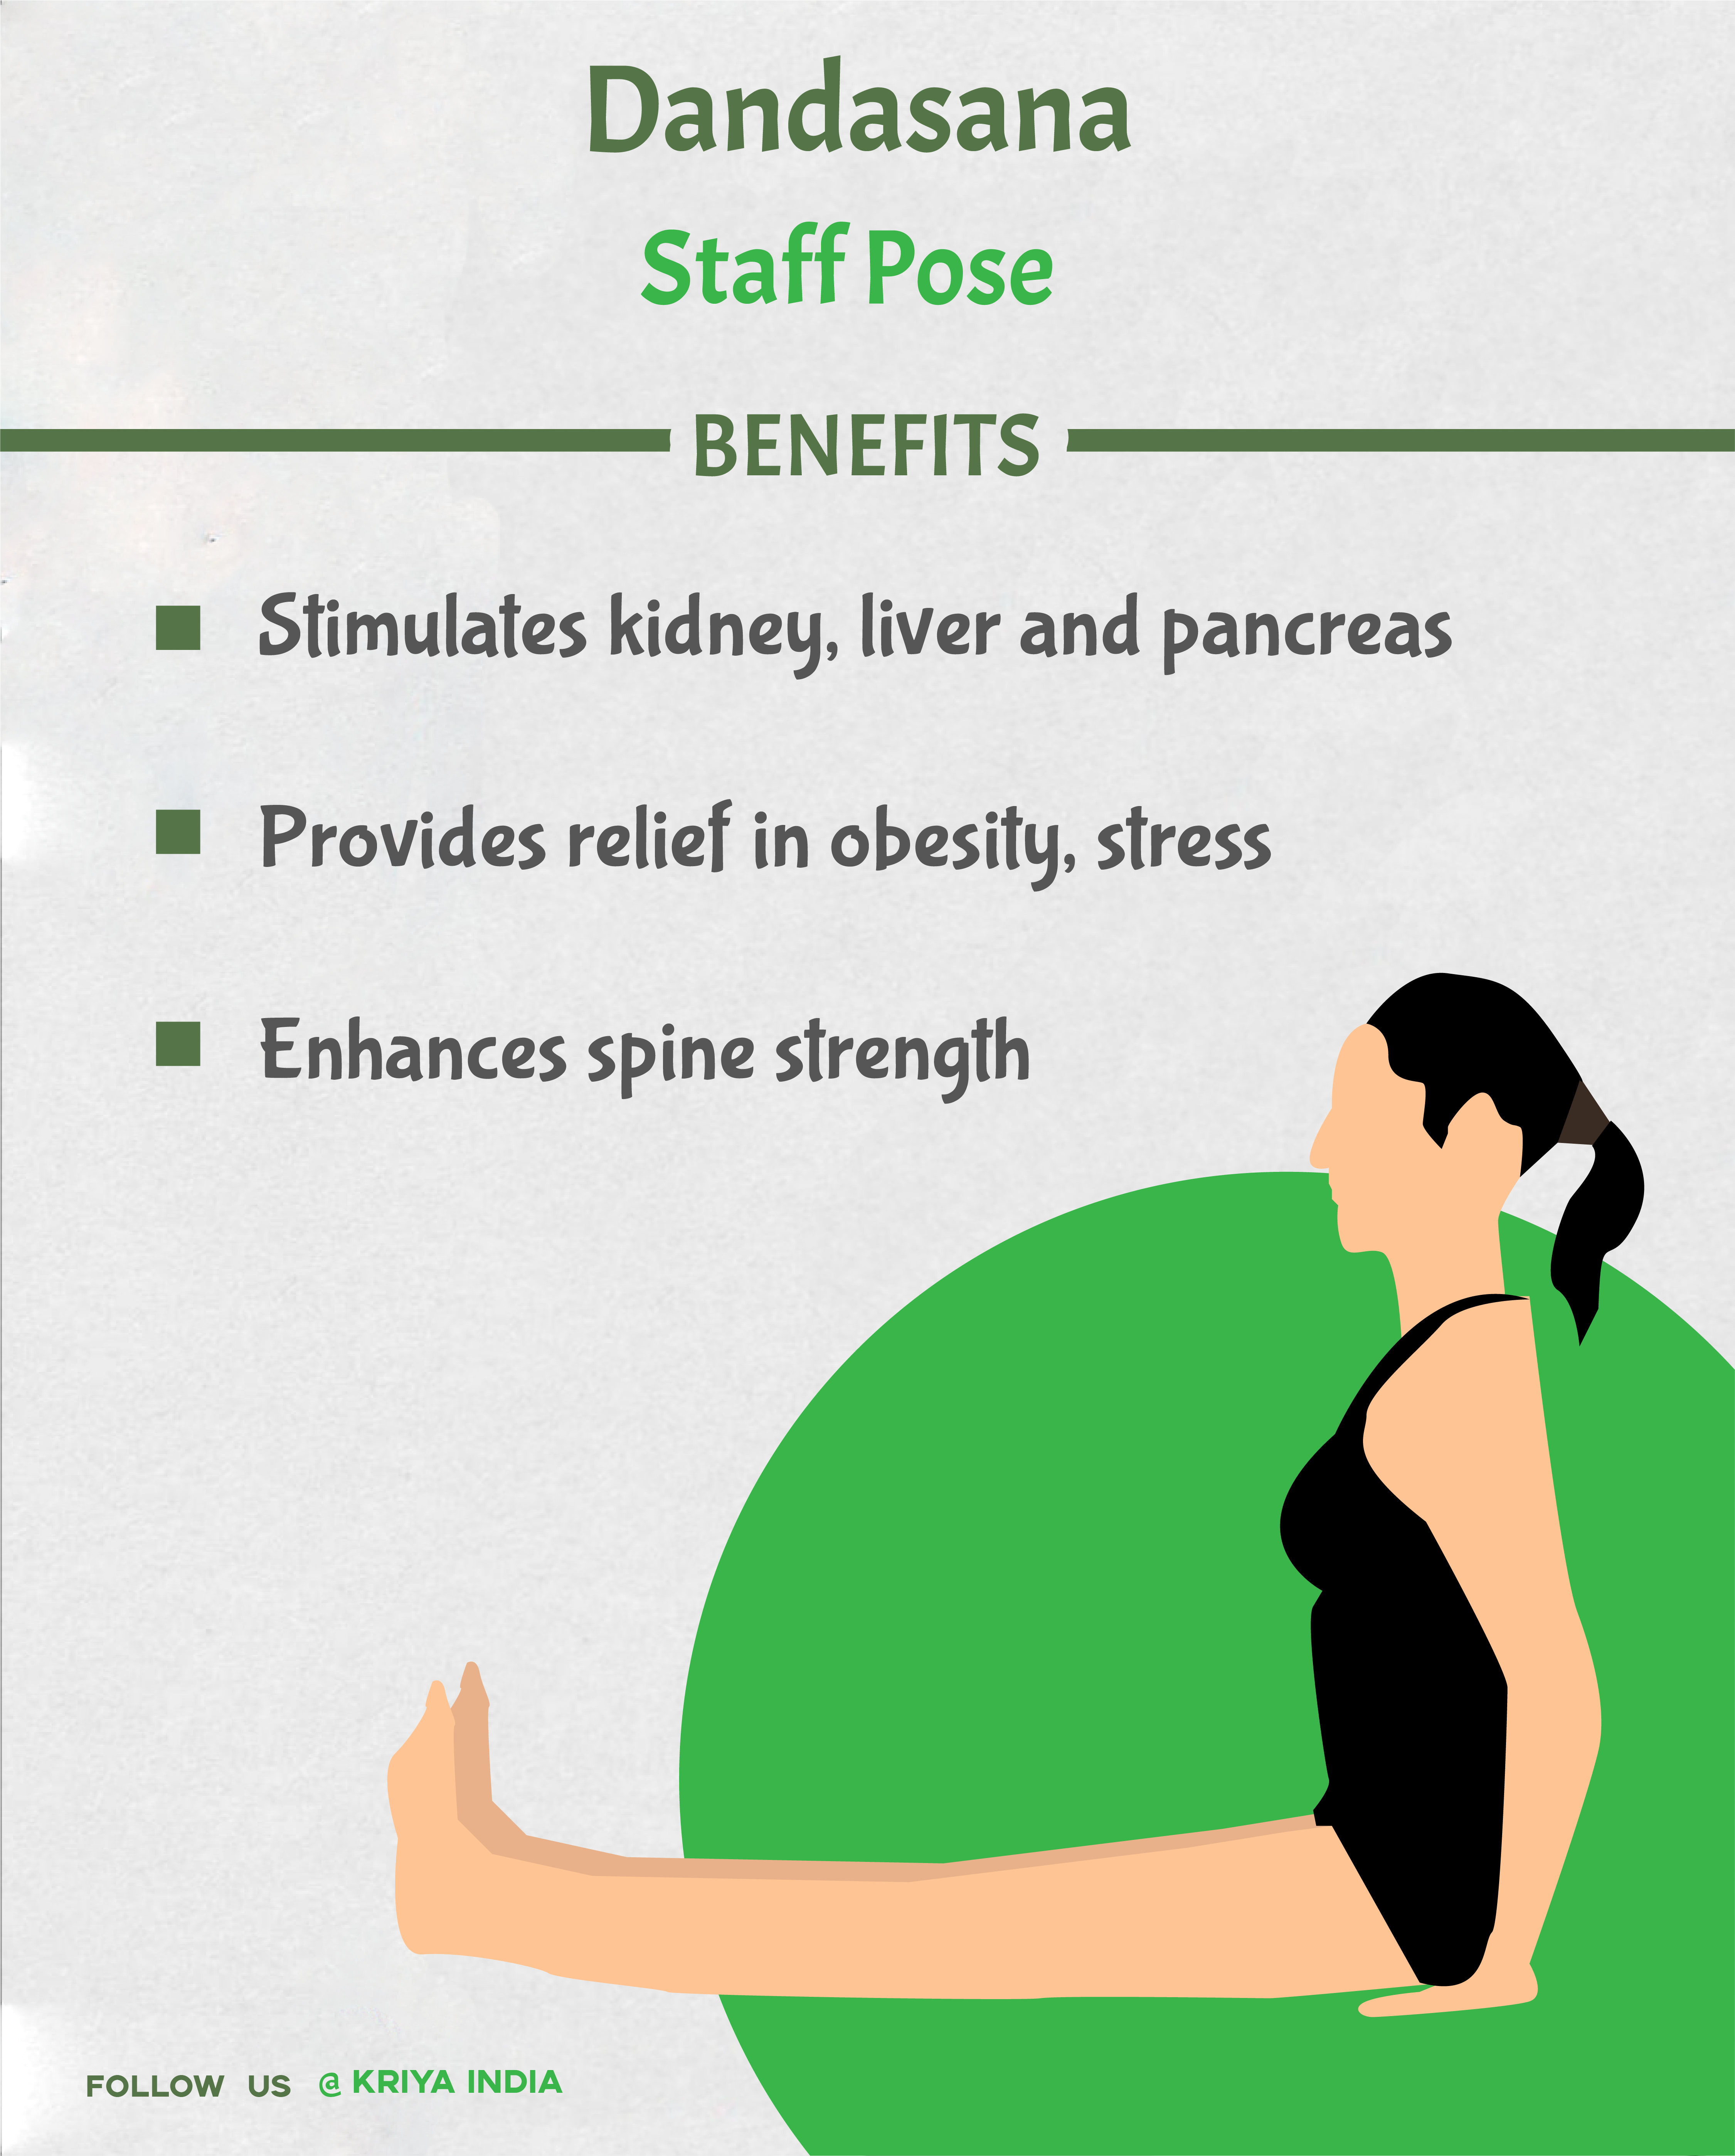 Dandasana
Staff Pose
BENEFITS
Stimulates kidney, liver and pancreas
Provides relief in obesity, stress
Enhances spine strength
FOLLOW US @ KRIYA INDIA